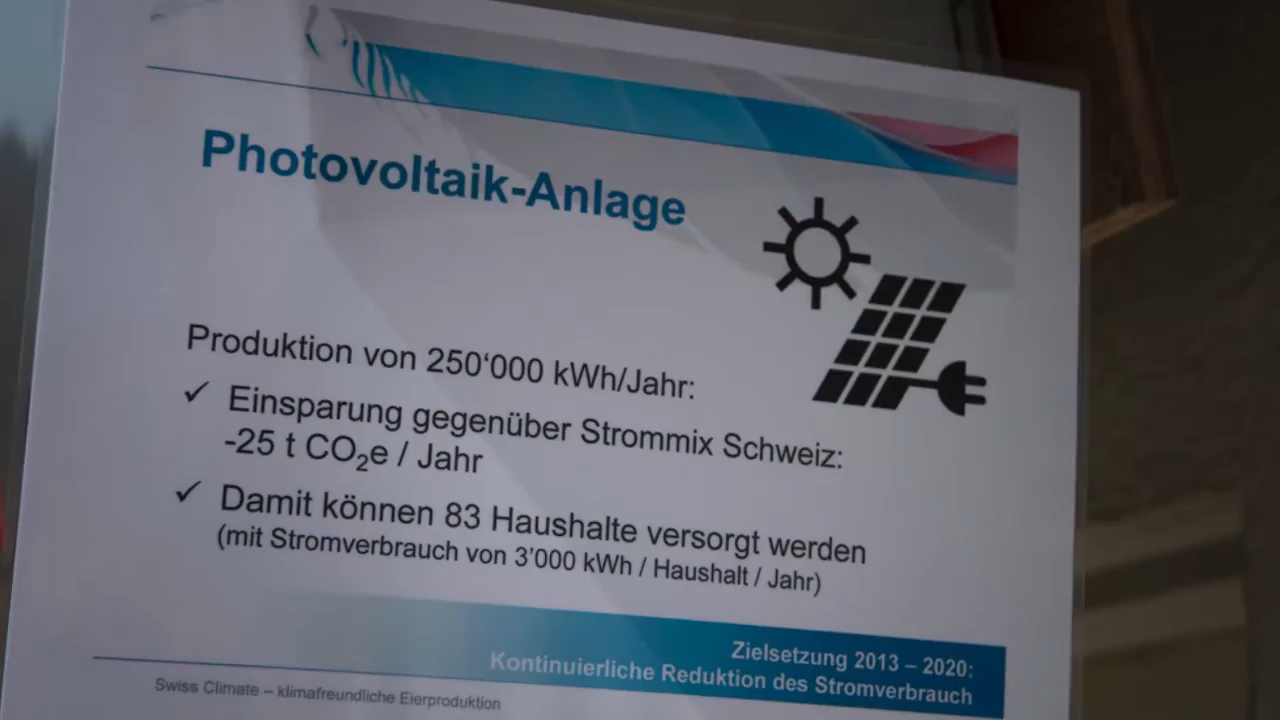 Photovoltaik-Anlage
Produktion von 250‘000 kWh/Jahr:
✓ Einsparung gegenüber Strommix Schweiz:
-25 t CO₂e / Jahr
✓ Damit können 83 Haushalte versorgt werden
(mit Stromverbrauch von 3’000 kWh / Haushalt / Jahr)
Zielsetzung 2013 – 2020:
Kontinuierliche Reduktion des Stromverbrauch
Swiss Climate – klimafreundliche Eierproduktion